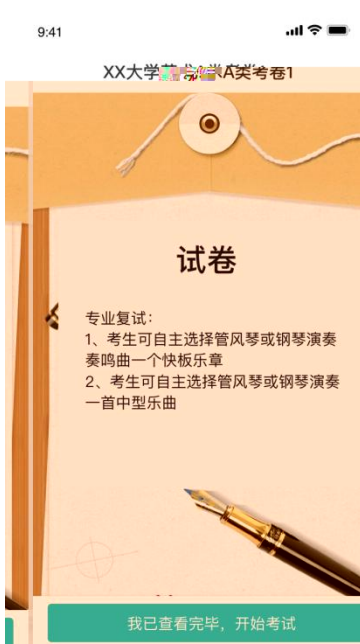 9:41
XX大学 A类考卷1
试卷
专业复试：
1、考生可自主选择管风琴或钢琴演奏
奏鸣曲一个快板乐章
2、考生可自主选择管风琴或钢琴演奏
一首中型乐曲
我已查看完毕，开始考试